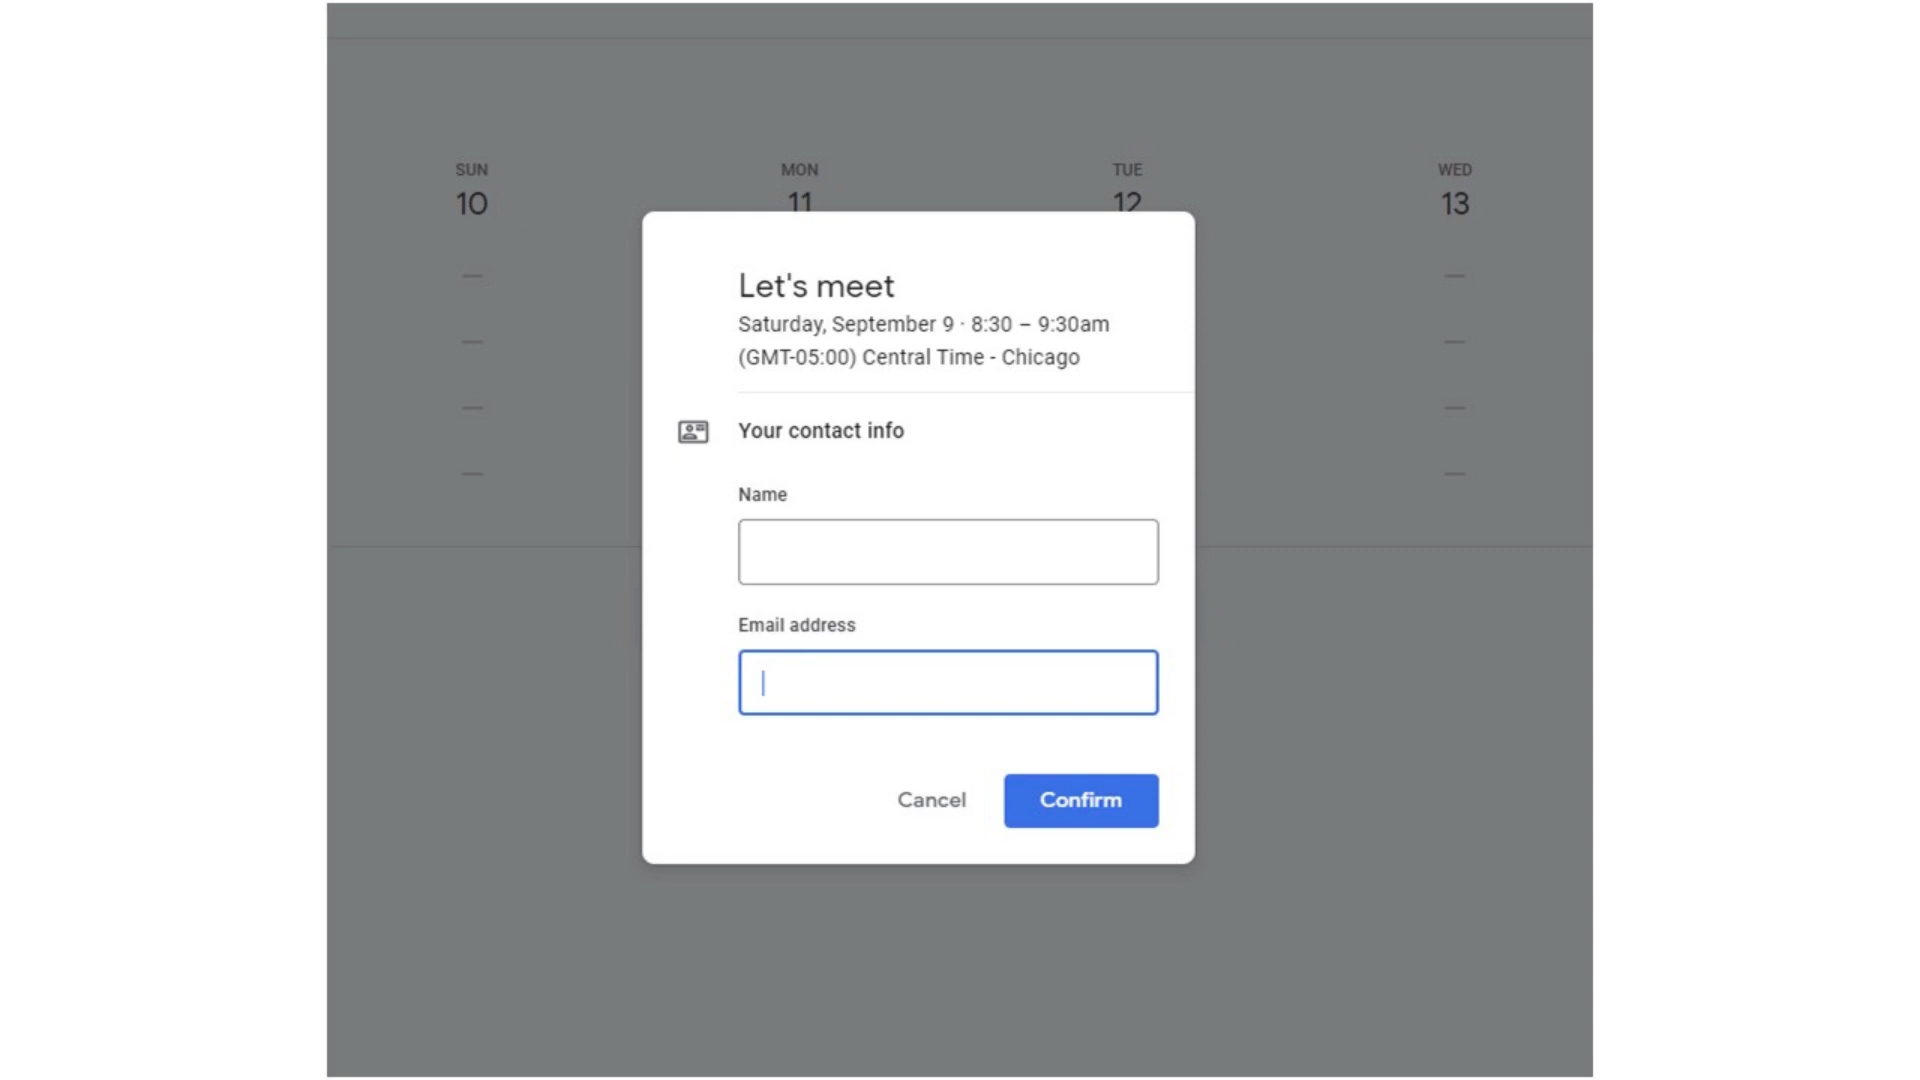 SUN MON TUE WED
10 11 12 13
Let's meet
Saturday, September 9 · 8:30 – 9:30am
(GMT-05:00) Central Time - Chicago
Your contact info
Name
Email address
Cancel Confirm